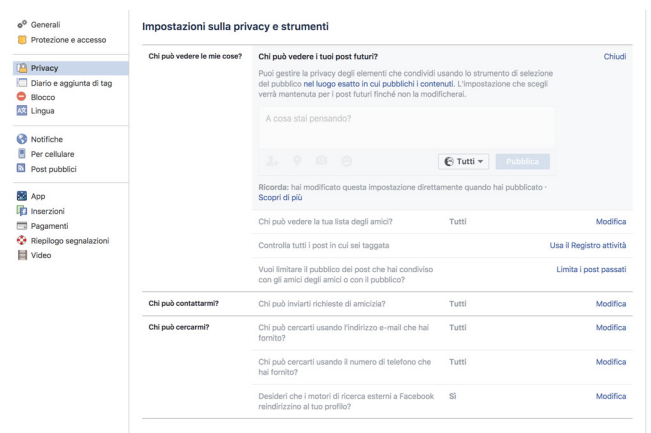 Generali
Protezione e accesso
Privacy
Diario e aggiunta di tag
Blocco
Lingua
Notifiche
Per cellulare
Post pubblici
App
Inserzioni
Pagamenti
Riepilogo segnalazioni
Video
Impostazioni sulla privacy e strumenti
Chi può vedere le mie cose?
Chi può vedere i tuoi post futuri?
Chiudi
Puoi gestire la privacy degli elementi che condividi usando lo strumento di selezione
del pubblico nel luogo esatto in cui pubblichi i contenuti. L'impostazione che scegli
verrà mantenuta per i post futuri finché non la modificherai.
A cosa stai pensando?
Tutti
Pubblica
Ricorda: hai modificato questa impostazione direttamente quando hai pubblicato ·
Scopri di più
Chi può vedere la tua lista degli amici? Tutti Modifica
Controlla tutti i post in cui sei taggata Usa il Registro attività
Vuoi limitare il pubblico dei post che hai condiviso
con gli amici degli amici o con il pubblico?
Limita i post passati
Chi può contattarmi? Chi può inviarti richieste di amicizia? Tutti Modifica
Chi può cercarmi? Chi può cercarti usando l'indirizzo e-mail che hai
fornito?
Tutti Modifica
Chi può cercarti usando il numero di telefono che
hai fornito?
Tutti Modifica
Desideri che i motori di ricerca esterni a Facebook
reindirizzino al tuo profilo?
Sì Modifica